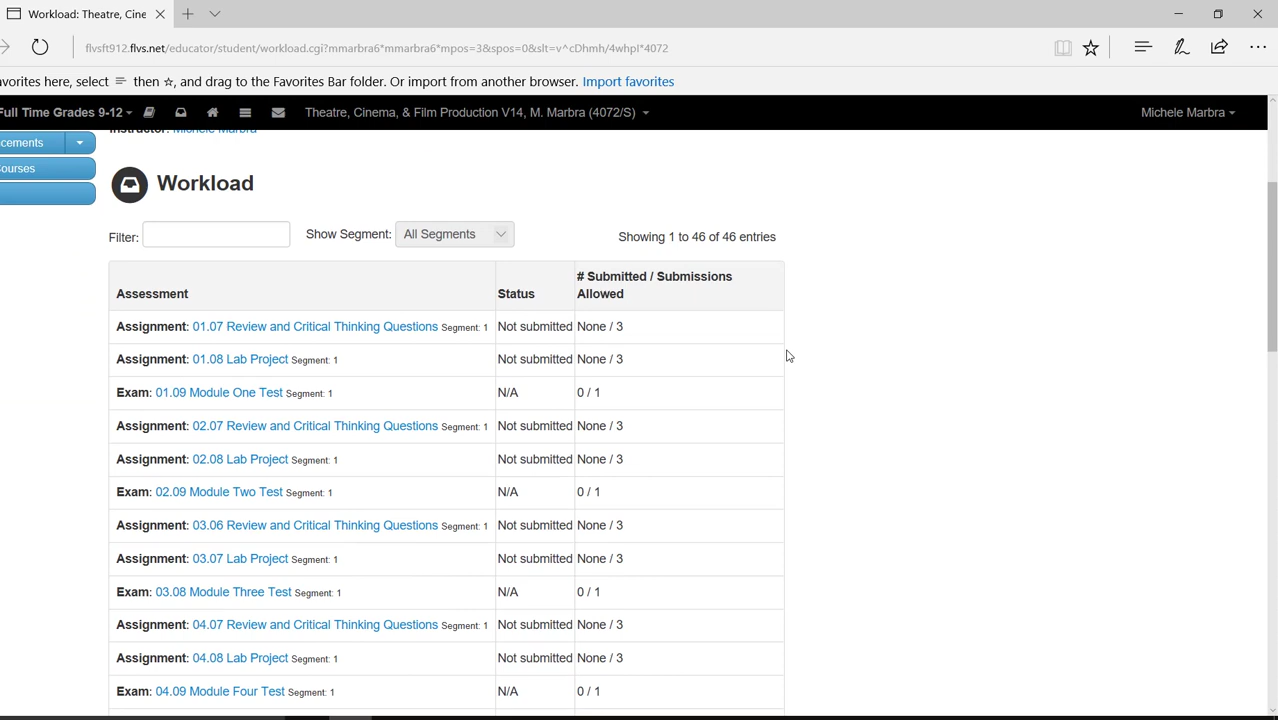 Workload: Theatre, Cine
flvsft912.flvs.net/educator/student/workload.cgi?mmarbra6*mmarbra6*mpos=3&spos=0&slt=v^cDhmh/4whpI*4072
avorites here, select then ☆, and drag to the Favorites Bar folder. Or import from another browser. Import favorites
Full Time Grades 9-12 Theatre, Cinema, & Film Production V14, M. Marbra (4072/S) Michele Marbra
Instructor: Michele Marbra
cements
Courses
Workload
Filter: Show Segment: All Segments Showing 1 to 46 of 46 entries
Assessment Status # Submitted / Submissions Allowed
Assignment: 01.07 Review and Critical Thinking Questions Segment: 1 Not submitted None / 3
Assignment: 01.08 Lab Project Segment: 1 Not submitted None / 3
Exam: 01.09 Module One Test Segment: 1 N/A 0 / 1
Assignment: 02.07 Review and Critical Thinking Questions Segment: 1 Not submitted None / 3
Assignment: 02.08 Lab Project Segment: 1 Not submitted None / 3
Exam: 02.09 Module Two Test Segment: 1 N/A 0 / 1
Assignment: 03.06 Review and Critical Thinking Questions Segment: 1 Not submitted None / 3
Assignment: 03.07 Lab Project Segment: 1 Not submitted None / 3
Exam: 03.08 Module Three Test Segment: 1 N/A 0 / 1
Assignment: 04.07 Review and Critical Thinking Questions Segment: 1 Not submitted None / 3
Assignment: 04.08 Lab Project Segment: 1 Not submitted None / 3
Exam: 04.09 Module Four Test Segment: 1 N/A 0 / 1